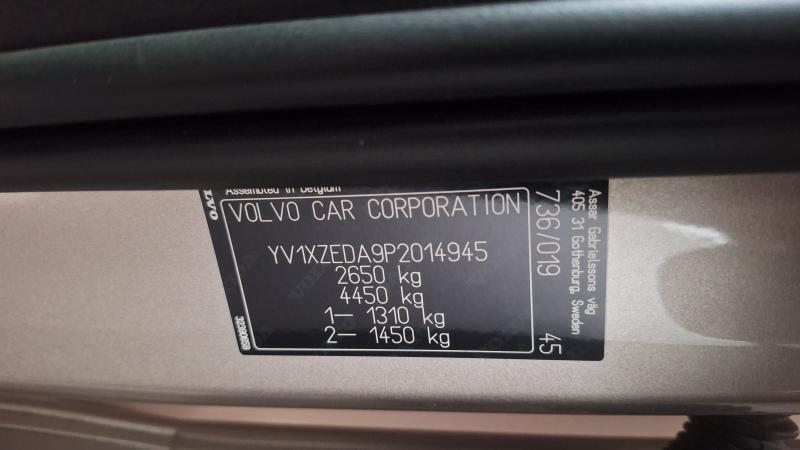 Assembled in Belgium
VOLVO CAR CORPORATION
YV1XZEDA9P2014945
2650 kg
4450 kg
1– 1310 kg
2– 1450 kg
736/019 45
Assar Gabrielssons väg
405 31 Gothenburg, Sweden